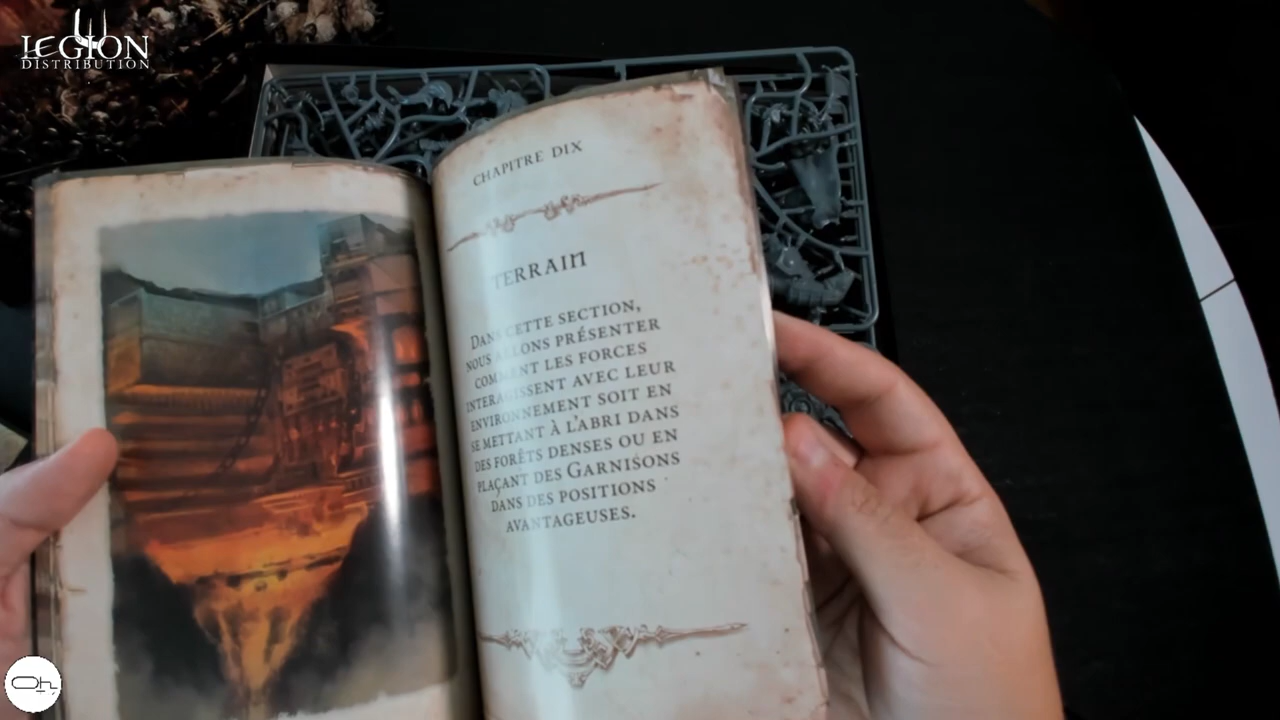 LEGION
DISTRIBUTION
CHAPITRE DIX
TERRAIN
DANS CETTE SECTION,
NOUS ALLONS PRÉSENTER
COMMENT LES FORCES
INTERAGISSENT AVEC LEUR
ENVIRONNEMENT SOIT EN
SE METTANT À L'ABRI DANS
DES FORÊTS DENSES OU EN
PLAÇANT DES GARNISONS
DANS DES POSITIONS
AVANTAGEUSES.